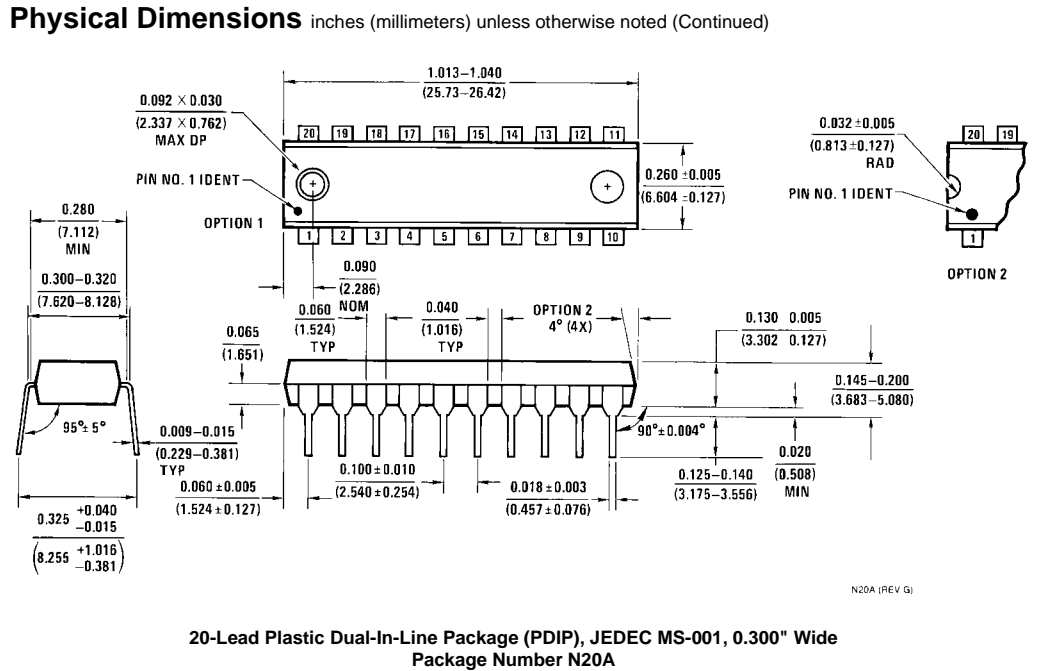 Physical Dimensions inches (millimeters) unless otherwise noted (Continued)
1.013–1.040
(25.73–26.42)
0.092 × 0.030
(2.337 × 0.762)
MAX DP
20 19 18 17 16 15 14 13 12 11
0.032 ±0.005
(0.813 ±0.127)
RAD
20 19
PIN NO. 1 IDENT
0.260 ±0.005
(6.604 ±0.127)
PIN NO. 1 IDENT
OPTION 1
1 2 3 4 5 6 7 8 9 10
1
OPTION 2
0.280
(7.112)
MIN
0.090
(2.286)
NOM
0.300–0.320
(7.620–8.128)
0.060
(1.524)
TYP
0.040
(1.016)
TYP
OPTION 2
4° (4X)
0.130 0.005
(3.302 0.127)
0.065
(1.651)
0.145–0.200
(3.683–5.080)
95°± 5°
0.009–0.015
(0.229–0.381)
TYP
90°±0.004°
0.020
(0.508)
MIN
0.100 ±0.010
(2.540 ±0.254)
0.125–0.140
(3.175–3.556)
0.060 ±0.005
(1.524 ±0.127)
0.018 ±0.003
(0.457 ±0.076)
0.325 +0.040
−0.015
(8.255 +1.016
−0.381)
N20A (REV G)
20-Lead Plastic Dual-In-Line Package (PDIP), JEDEC MS-001, 0.300" Wide
Package Number N20A